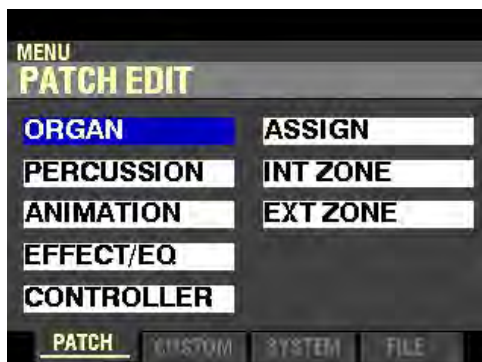 MENU
PATCH EDIT
ORGAN
PERCUSSION
ANIMATION
EFFECT/EQ
CONTROLLER
ASSIGN
INT ZONE
EXT ZONE
PATCH CUSTOM SYSTEM FILE